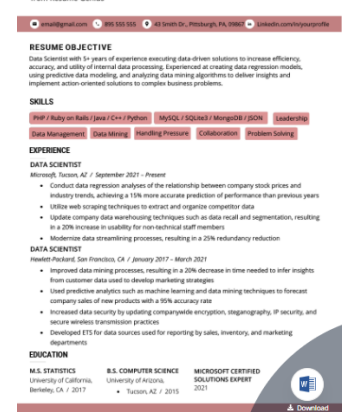 email@gmail.com 895 555 555 43 Smith Dr., Pittsburgh, PA, 09867 Linkedin.com/in/yourprofile
RESUME OBJECTIVE
Data Scientist with 5+ years of experience executing data-driven solutions to increase efficiency,
accuracy, and utility of internal data processing. Experienced at creating data regression models,
using predictive data modeling, and analyzing data mining algorithms to deliver insights and
implement action-oriented solutions to complex business problems.
SKILLS
PHP / Ruby on Rails / Java / C++ / Python MySQL / SQLite3 / MongoDB / JSON Leadership
Data Management Data Mining Handling Pressure Collaboration Problem Solving
EXPERIENCE
DATA SCIENTIST
Microsoft, Tucson, AZ / September 2021 – Present
• Conduct data regression analyses of the relationship between company stock prices and
industry trends, achieving a 15% more accurate prediction of performance than previous years
• Utilize web scraping techniques to extract and organize competitor data
• Update company data warehousing techniques such as data recall and segmentation, resulting
in a 20% increase in usability for non-technical staff members
• Modernize data streamlining processes, resulting in a 25% redundancy reduction
DATA SCIENTIST
Hewlett-Packard, San Francisco, CA / January 2017 – March 2021
• Improved data mining processes, resulting in a 20% decrease in time needed to infer insights
from customer data used to develop marketing strategies
• Used predictive analytics such as machine learning and data mining techniques to forecast
company sales of new products with a 95% accuracy rate
• Increased data security by updating companywide encryption, steganography, IP security, and
secure wireless transmission practices
• Developed ETS for data sources used for reporting by sales, inventory, and marketing
departments
EDUCATION
M.S. STATISTICS
University of California,
Berkeley, CA / 2017
B.S. COMPUTER SCIENCE
University of Arizona,
• Tucson, AZ / 2015
MICROSOFT CERTIFIED
SOLUTIONS EXPERT
2021
W
Download